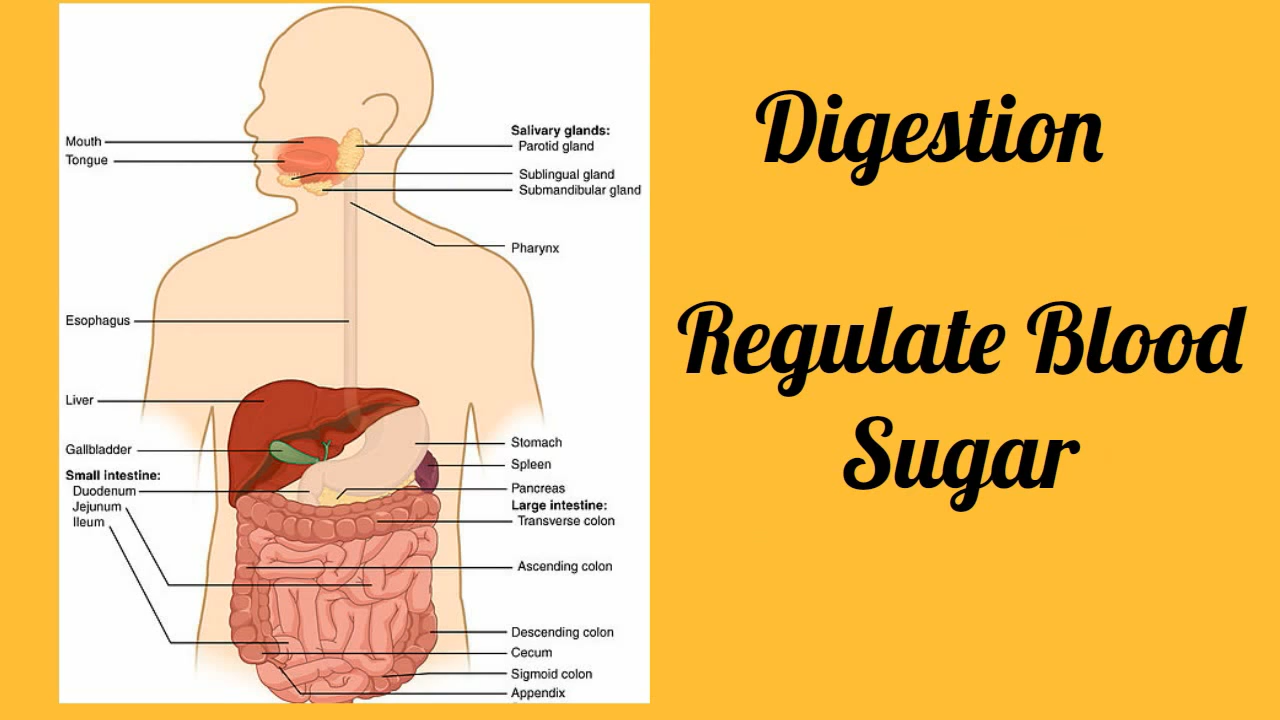 Mouth
Tongue
Esophagus
Liver
Gallbladder
Small intestine:
Duodenum
Jejunum
Ileum
Salivary glands:
Parotid gland
Sublingual gland
Submandibular gland
Pharynx
Stomach
Spleen
Pancreas
Large intestine:
Transverse colon
Ascending colon
Descending colon
Cecum
Sigmoid colon
Appendix
Digestion
Regulate Blood
Sugar